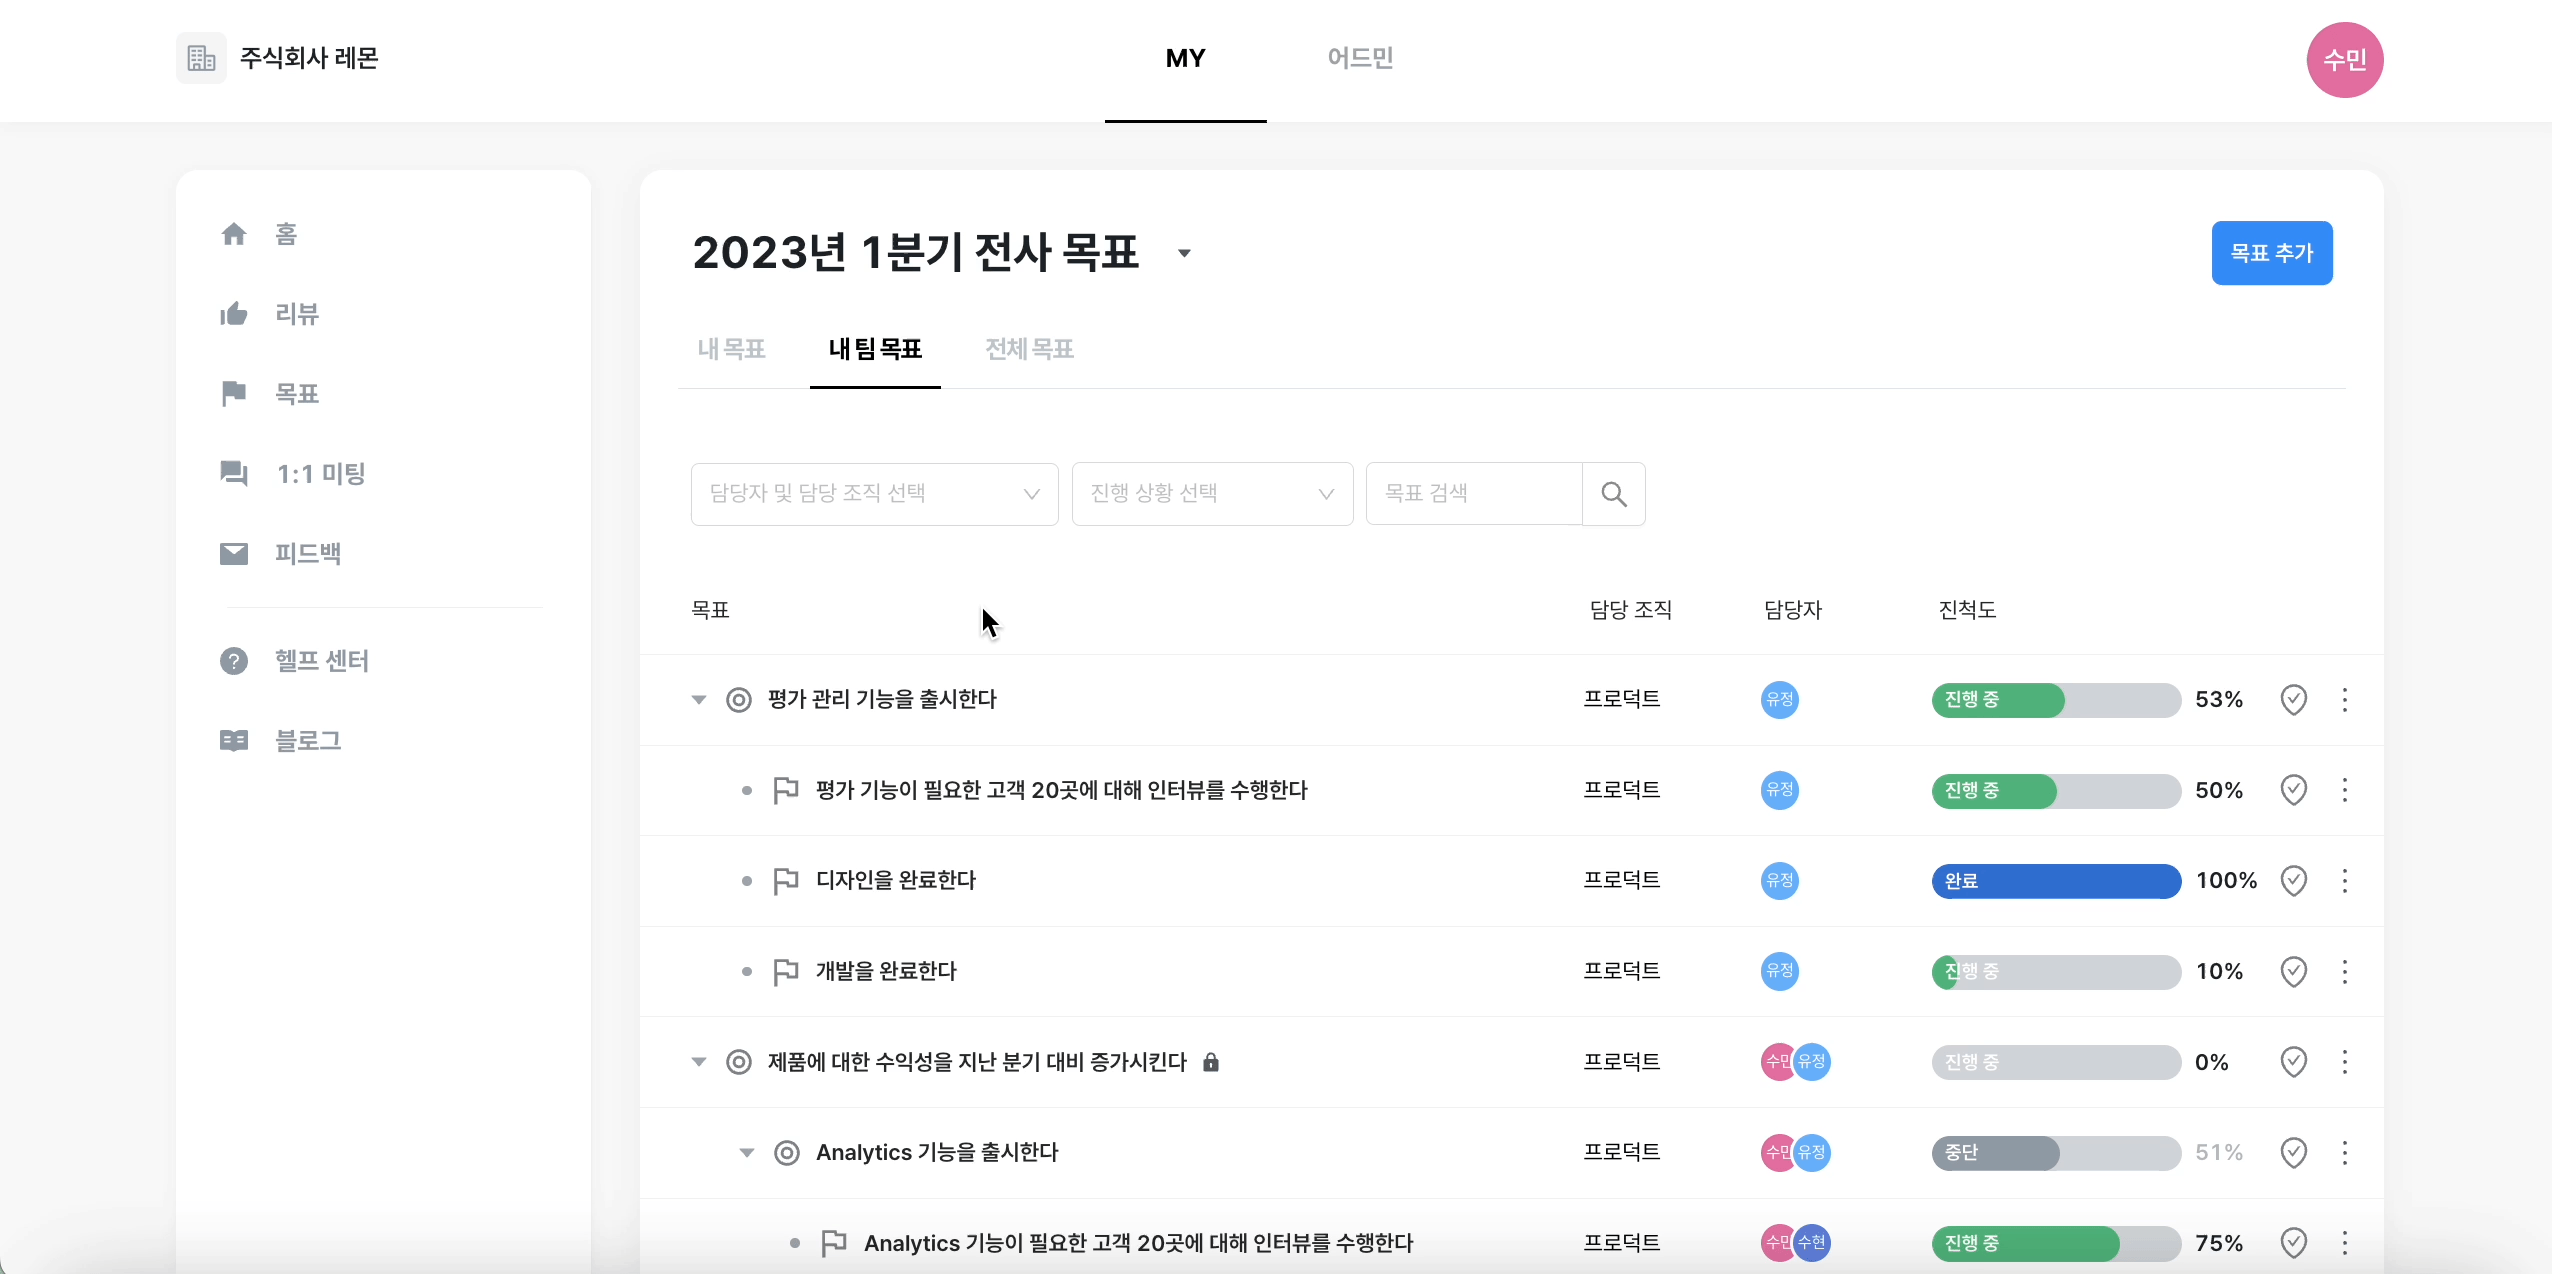 주식회사 레몬
MY
어드민
수민
홈
리뷰
목표
1:1 미팅
피드백
헬프 센터
블로그
2023년 1분기 전사 목표
목표 추가
내 목표
내 팀 목표
전체 목표
담당자 및 담당 조직 선택
진행 상황 선택
목표 검색
목표 담당 조직 담당자 진척도
평가 관리 기능을 출시한다 프로덕트 유정 진행 중 53%
평가 기능이 필요한 고객 20곳에 대해 인터뷰를 수행한다 프로덕트 유정 진행 중 50%
디자인을 완료한다 프로덕트 유정 완료 100%
개발을 완료한다 프로덕트 유정 진행 중 10%
제품에 대한 수익성을 지난 분기 대비 증가시킨다 프로덕트 수민 유정 진행 중 0%
Analytics 기능을 출시한다 프로덕트 수민 유정 중단 51%
Analytics 기능이 필요한 고객 20곳에 대해 인터뷰를 수행한다 프로덕트 수민 수현 진행 중 75%